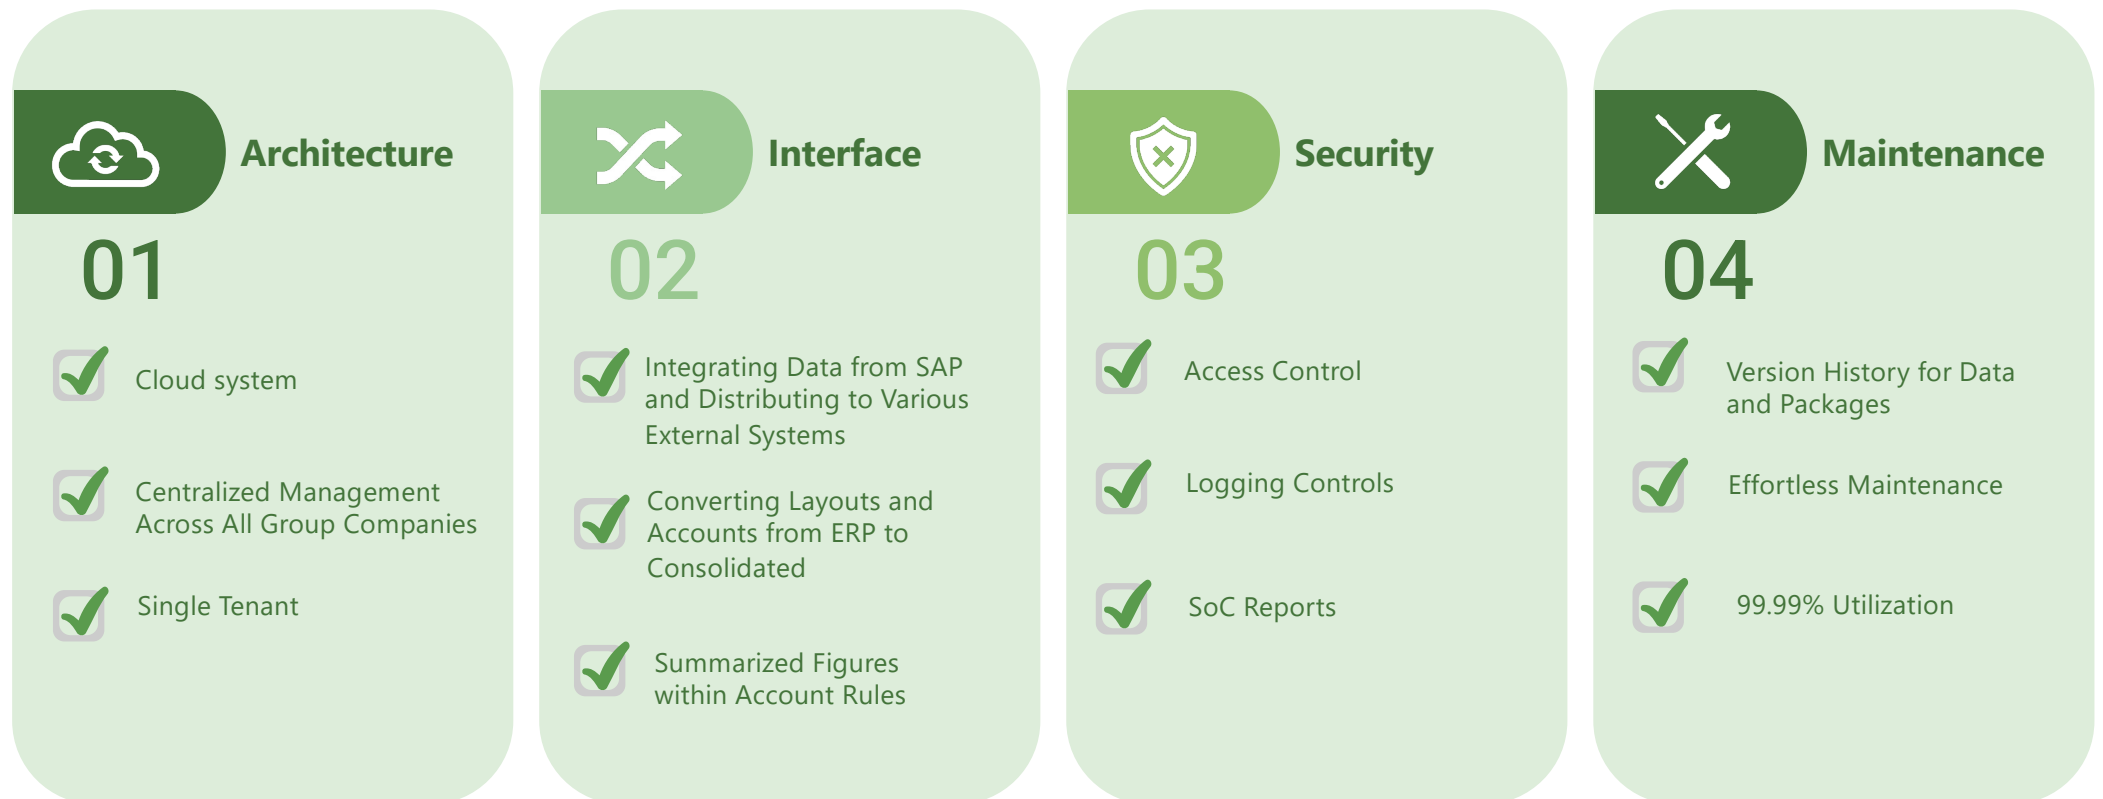 Architecture
01
Cloud system
Centralized Management
Across All Group Companies
Single Tenant
Interface
02
Integrating Data from SAP
and Distributing to Various
External Systems
Converting Layouts and
Accounts from ERP to
Consolidated
Summarized Figures
within Account Rules
Security
03
Access Control
Logging Controls
SoC Reports
Maintenance
04
Version History for Data
and Packages
Effortless Maintenance
99.99% Utilization